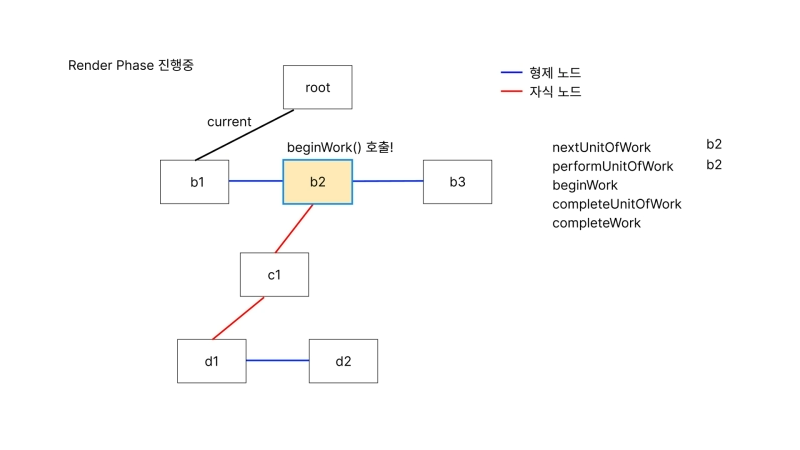 Render Phase 진행중
root
형제 노드
자식 노드
current
beginWork() 호출!
b1
b2
b3
nextUnitOfWork b2
performUnitOfWork b2
beginWork
completeUnitOfWork
completeWork
c1
d1
d2